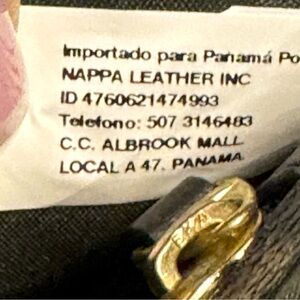 Importado para Panamá Po
NAPPA LEATHER INC
ID 4760621474993
Telefono: 507 3146483
C.C. ALBROOK MALL
LOCAL A 47. PANAMA